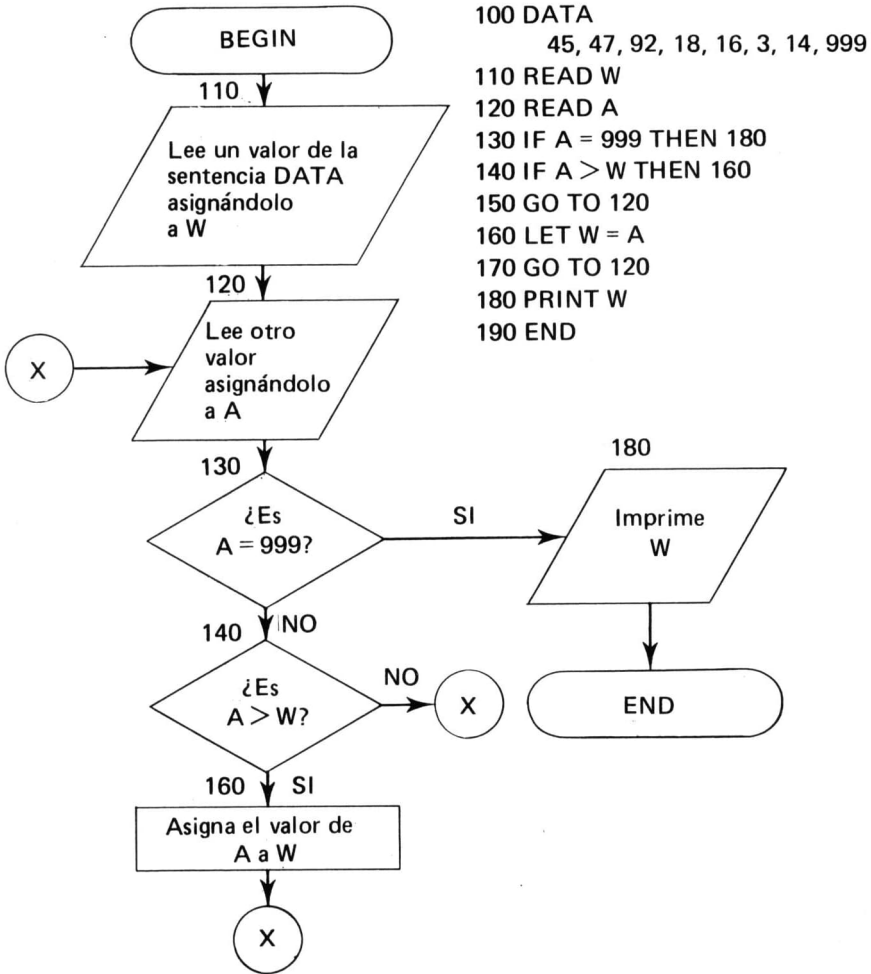 BEGIN
110
Lee un valor de la
sentencia DATA
asignándolo
a W
120
Lee otro
valor
asignándolo
a A
X
130
¿Es
A = 999?
SI
180
Imprime
W
END
NO
140
¿Es
A > W?
NO
X
160
SI
Asigna el valor de
A a W
X
100 DATA
45, 47, 92, 18, 16, 3, 14, 999
110 READ W
120 READ A
130 IF A = 999 THEN 180
140 IF A > W THEN 160
150 GO TO 120
160 LET W = A
170 GO TO 120
180 PRINT W
190 END